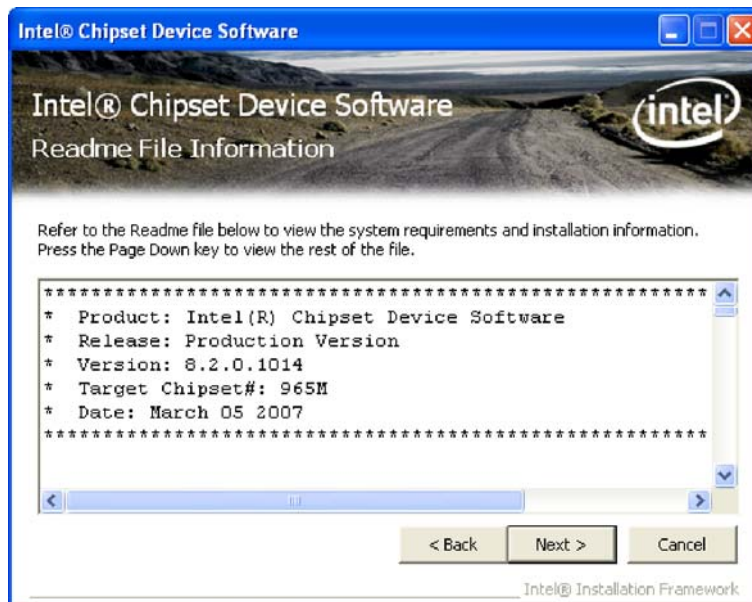 Intel® Chipset Device Software
Intel® Chipset Device Software
intel
Readme File Information
Refer to the Readme file below to view the system requirements and installation information.
Press the Page Down key to view the rest of the file.
*********************************************************
* Product: Intel(R) Chipset Device Software
* Release: Production Version
* Version: 8.2.0.1014
* Target Chipset#: 965M
* Date: March 05 2007
*********************************************************
< Back Next > Cancel
Intel® Installation Framework